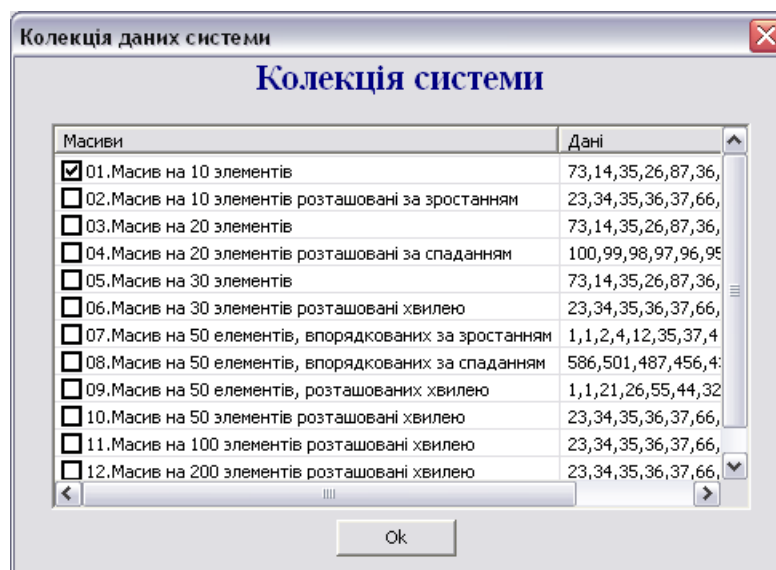 Колекція даних системи
Колекція системи
Масиви Дані
01.Масив на 10 элементів 73,14,35,26,87,36,
02.Масив на 10 элементів розташовані за зростанням 23,34,35,36,37,66,
03.Масив на 20 элементів 73,14,35,26,87,36,
04.Масив на 20 элементів розташовані за спаданням 100,99,98,97,96,95
05.Масив на 30 элементів 73,14,35,26,87,36,
06.Масив на 30 элементів розташовані хвилею 23,34,35,36,37,66,
07.Масив на 50 елементів, впорядкованих за зростанням 1,1,2,4,12,35,37,4
08.Масив на 50 елементів, впорядкованих за спаданням 586,501,487,456,4
09.Масив на 50 елементів, розташованих хвилею 1,1,21,26,55,44,32
10.Масив на 50 элементів розташовані хвилею 23,34,35,36,37,66,
11.Масив на 100 элементів розташовані хвилею 23,34,35,36,37,66,
12.Масив на 200 элементів розташовані хвилею 23,34,35,36,37,66,
Ok